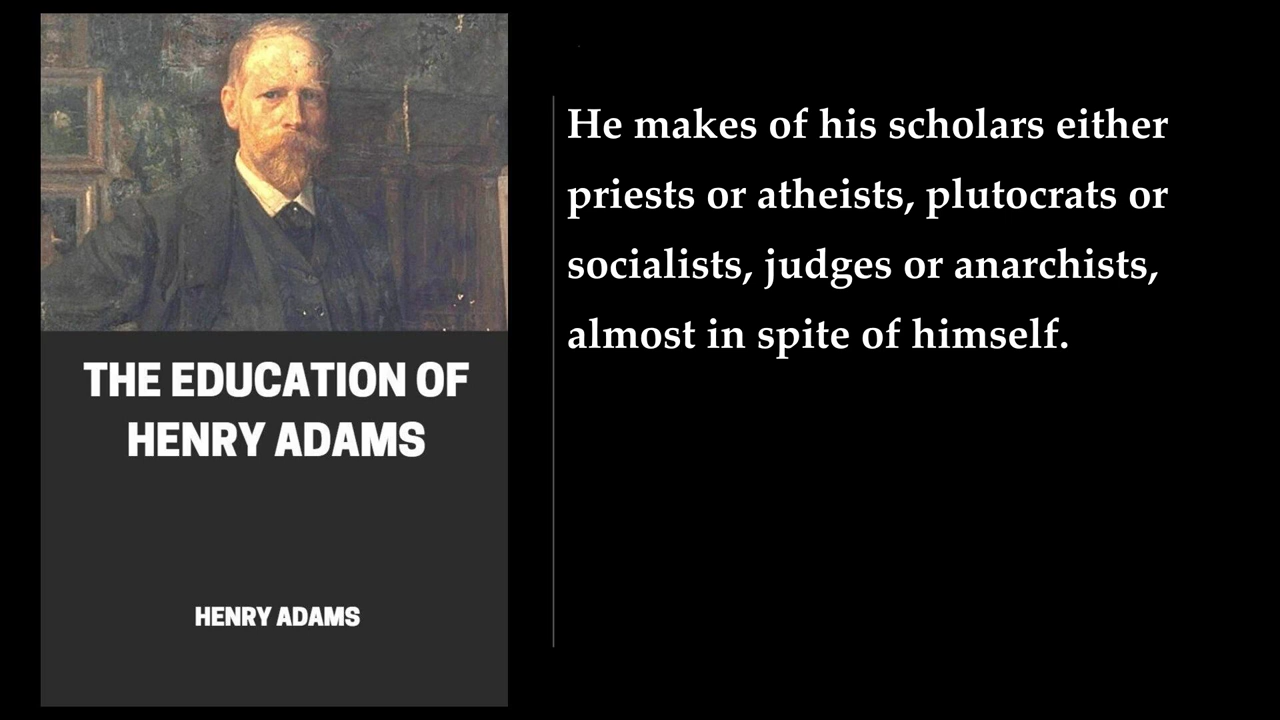 THE EDUCATION OF
HENRY ADAMS
HENRY ADAMS
He makes of his scholars either
priests or atheists, plutocrats or
socialists, judges or anarchists,
almost in spite of himself.